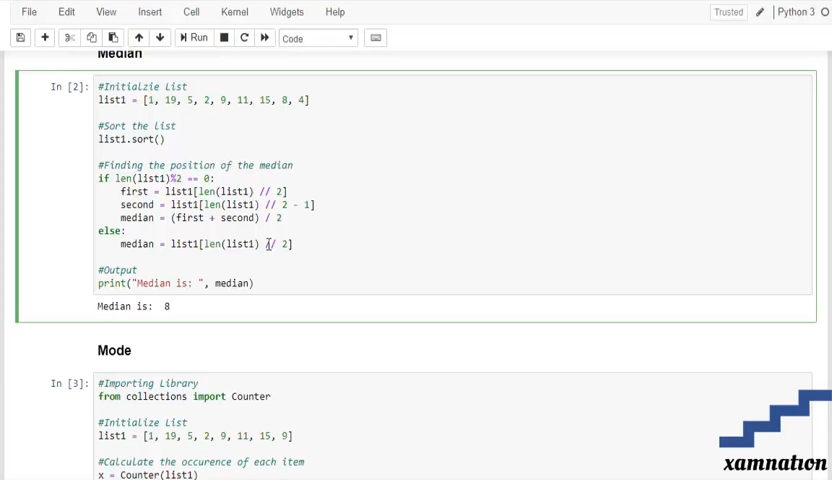 File Edit View Insert Cell Kernel Widgets Help Trusted Python 3
Run Code
Median
In [2]:
#Initialzie List
list1 = [1, 19, 5, 2, 9, 11, 15, 8, 4]
#Sort the List
list1.sort()
#Finding the position of the median
if len(list1)%2 == 0:
first = list1[len(list1) // 2]
second = list1[len(list1) // 2 - 1]
median = (first + second) / 2
else:
median = list1[len(list1) // 2]
#Output
print("Median is: ", median)
Median is:  8
Mode
In [3]:
#Importing Library
from collections import Counter
#Initialize List
list1 = [1, 19, 5, 2, 9, 11, 15, 9]
#Calculate the occurence of each item
x = Counter(list1)
xamnation